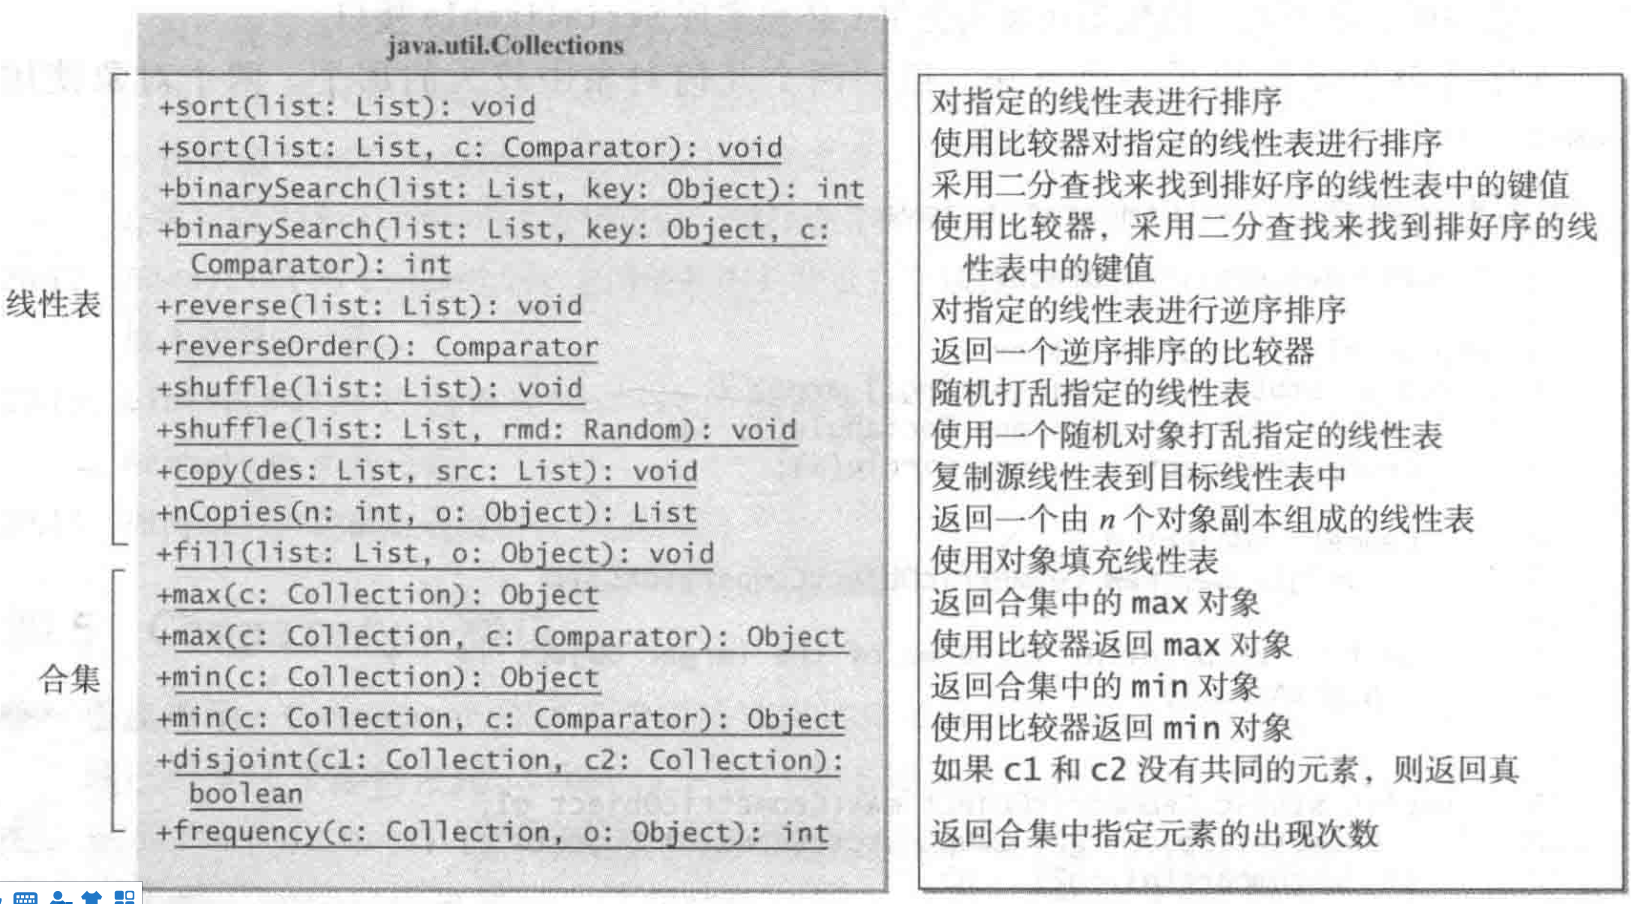 java.util.Collections
线性表
+sort(list: List): void
对指定的线性表进行排序
+sort(list: List, c: Comparator): void
使用比较器对指定的线性表进行排序
+binarySearch(list: List, key: Object): int
采用二分查找来找到排好序的线性表中的键值
+binarySearch(list: List, key: Object, c:
Comparator): int
使用比较器，采用二分查找来找到排好序的线
性表中的键值
+reverse(list: List): void
对指定的线性表进行逆序排序
+reverseOrder(): Comparator
返回一个逆序排序的比较器
+shuffle(list: List): void
随机打乱指定的线性表
+shuffle(list: List, rmd: Random): void
使用一个随机对象打乱指定的线性表
+copy(des: List, src: List): void
复制源线性表到目标线性表中
+nCopies(n: int, o: Object): List
返回一个由 n 个对象副本组成的线性表
+fill(list: List, o: Object): void
使用对象填充线性表
合集
+max(c: Collection): Object
返回合集中的 max 对象
+max(c: Collection, c: Comparator): Object
使用比较器返回 max 对象
+min(c: Collection): Object
返回合集中的 min 对象
+min(c: Collection, c: Comparator): Object
使用比较器返回 min 对象
+disjoint(c1: Collection, c2: Collection):
boolean
如果 c1 和 c2 没有共同的元素，则返回真
+frequency(c: Collection, o: Object): int
返回合集中指定元素的出现次数